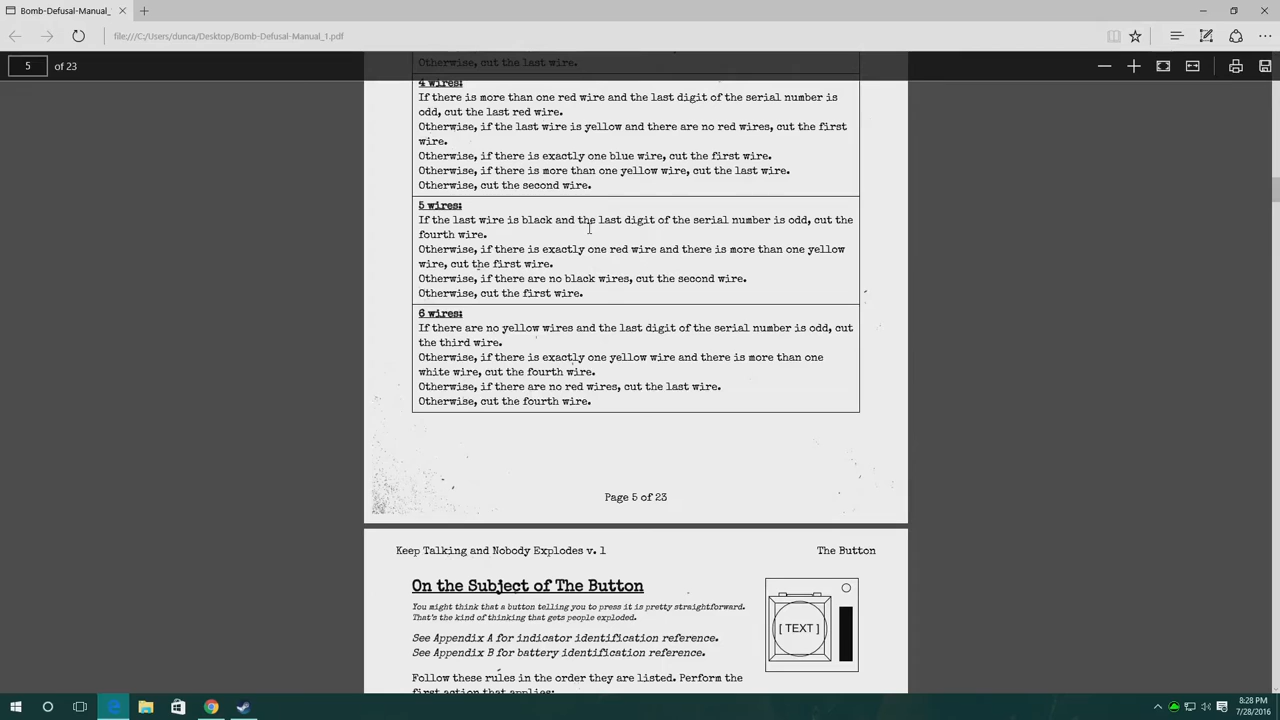 Bomb-Defusal-Manual_
file:///C:/Users/dunca/Desktop/Bomb-Defusal-Manual_1.pdf
5 of 23
Otherwise, cut the last wire.
4 wires:
If there is more than one red wire and the last digit of the serial number is
odd, cut the last red wire.
Otherwise, if the last wire is yellow and there are no red wires, cut the first
wire.
Otherwise, if there is exactly one blue wire, cut the first wire.
Otherwise, if there is more than one yellow wire, cut the last wire.
Otherwise, cut the second wire.
5 wires:
If the last wire is black and the last digit of the serial number is odd, cut the
fourth wire.
Otherwise, if there is exactly one red wire and there is more than one yellow
wire, cut the first wire.
Otherwise, if there are no black wires, cut the second wire.
Otherwise, cut the first wire.
6 wires:
If there are no yellow wires and the last digit of the serial number is odd, cut
the third wire.
Otherwise, if there is exactly one yellow wire and there is more than one
white wire, cut the fourth wire.
Otherwise, if there are no red wires, cut the last wire.
Otherwise, cut the fourth wire.
Page 5 of 23
Keep Talking and Nobody Explodes v. 1
The Button
On the Subject of The Button
You might think that a button telling you to press it is pretty straightforward.
That's the kind of thinking that gets people exploded.
See Appendix A for indicator identification reference.
See Appendix B for battery identification reference.
[ TEXT ]
Follow these rules in the order they are listed. Perform the
first action that applies:
8:28 PM
7/28/2016